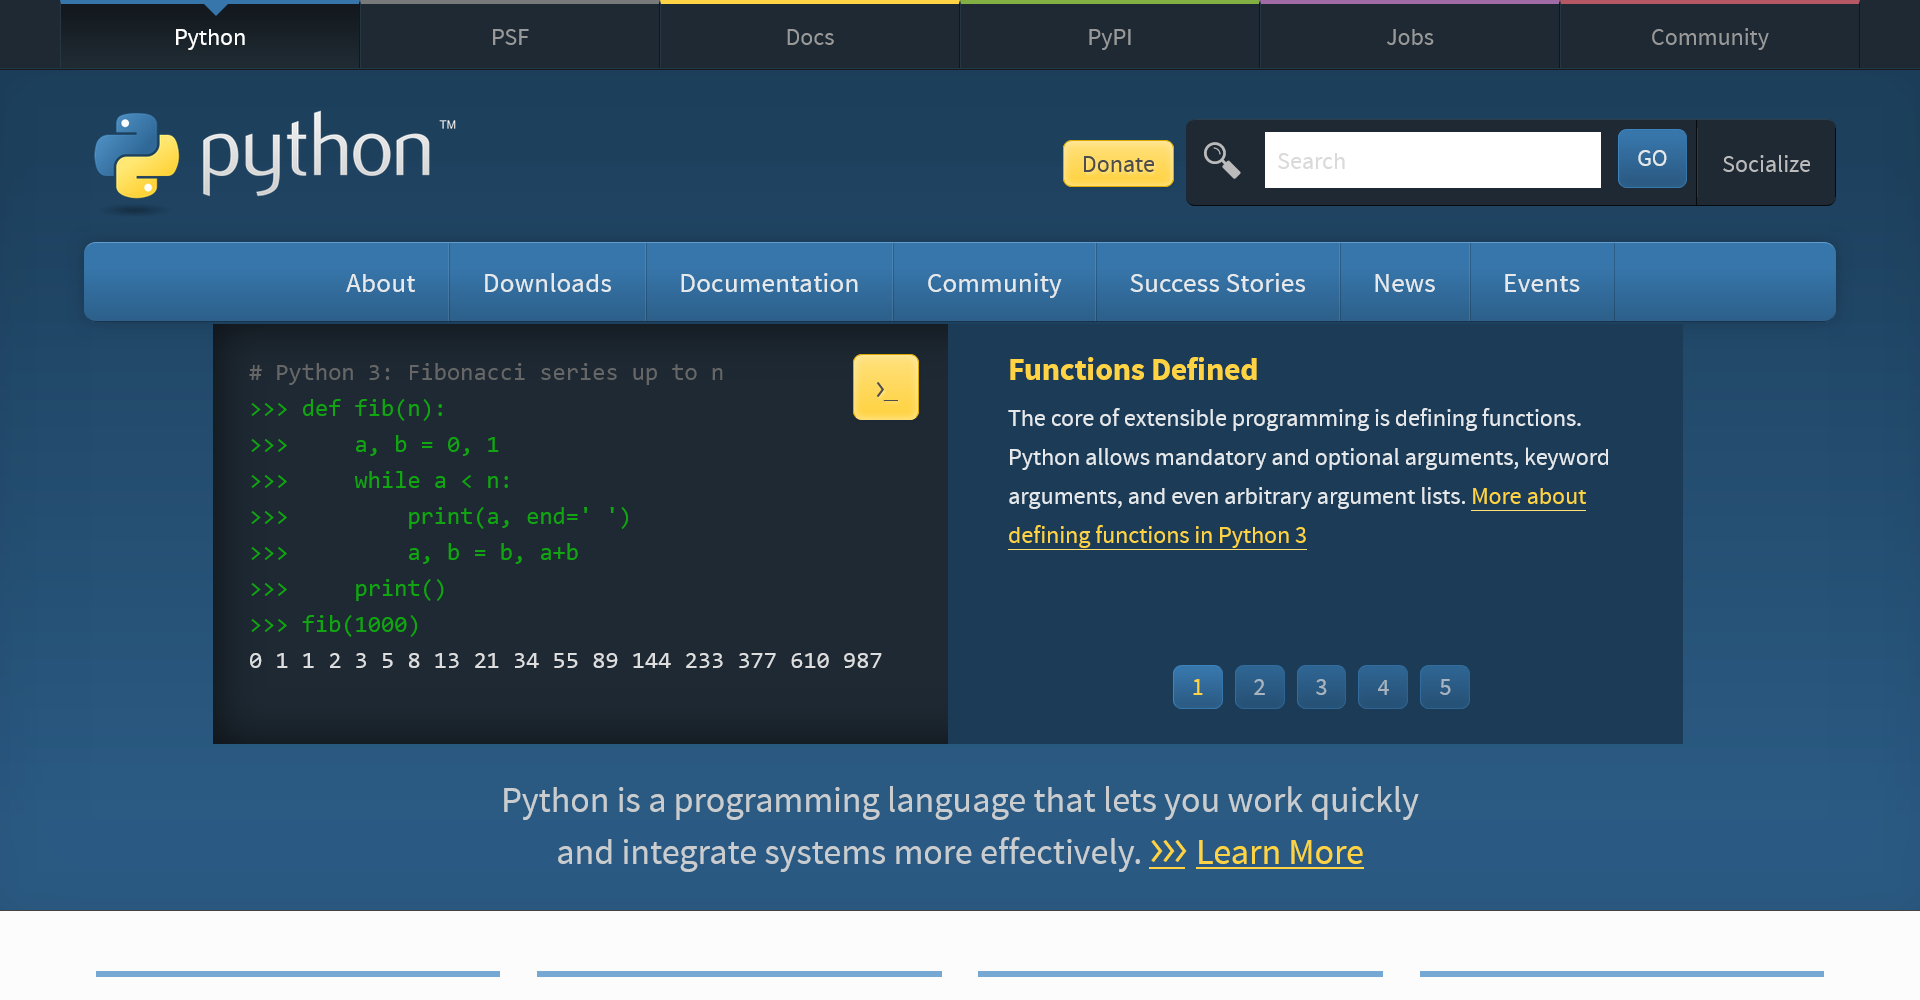 Python
PSF
Docs
PyPI
Jobs
Community
python™
Donate
Search
GO
Socialize
About
Downloads
Documentation
Community
Success Stories
News
Events
# Python 3: Fibonacci series up to n
>>> def fib(n):
>>>     a, b = 0, 1
>>>     while a < n:
>>>         print(a, end=' ')
>>>         a, b = b, a+b
>>>     print()
>>> fib(1000)
0 1 1 2 3 5 8 13 21 34 55 89 144 233 377 610 987
>_
Functions Defined
The core of extensible programming is defining functions.
Python allows mandatory and optional arguments, keyword
arguments, and even arbitrary argument lists. More about
defining functions in Python 3
1
2
3
4
5
Python is a programming language that lets you work quickly
and integrate systems more effectively. >>> Learn More